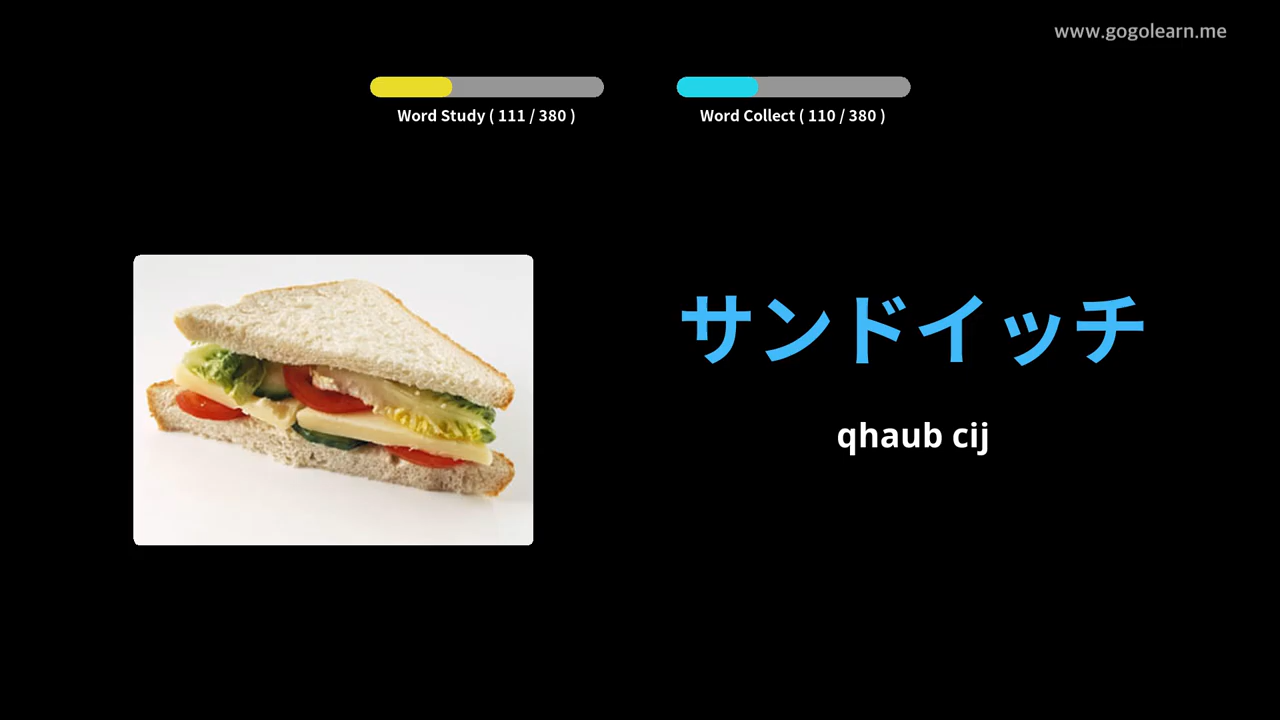 www.gogolearn.me
Word Study ( 111 / 380 )
Word Collect ( 110 / 380 )
サンドイッチ
qhaub cij